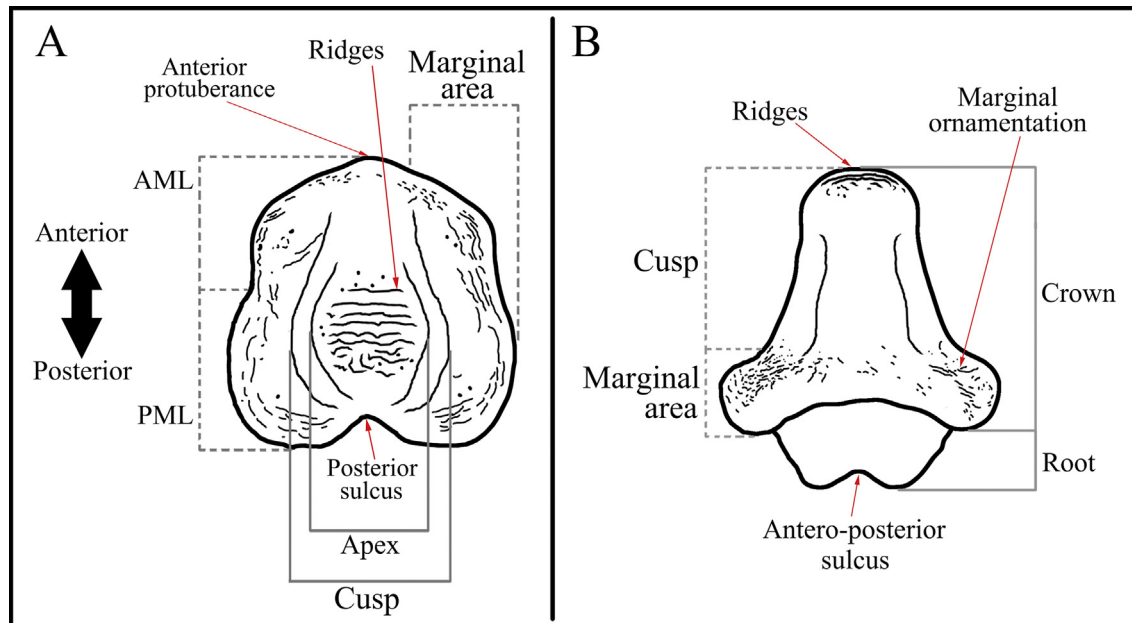 A
Ridges
Marginal
area
Anterior
protuberance
AML
Anterior
Posterior
PML
Posterior
sulcus
Apex
Cusp
B
Ridges
Marginal
ornamentation
Cusp
Crown
Marginal
area
Root
Antero-posterior
sulcus